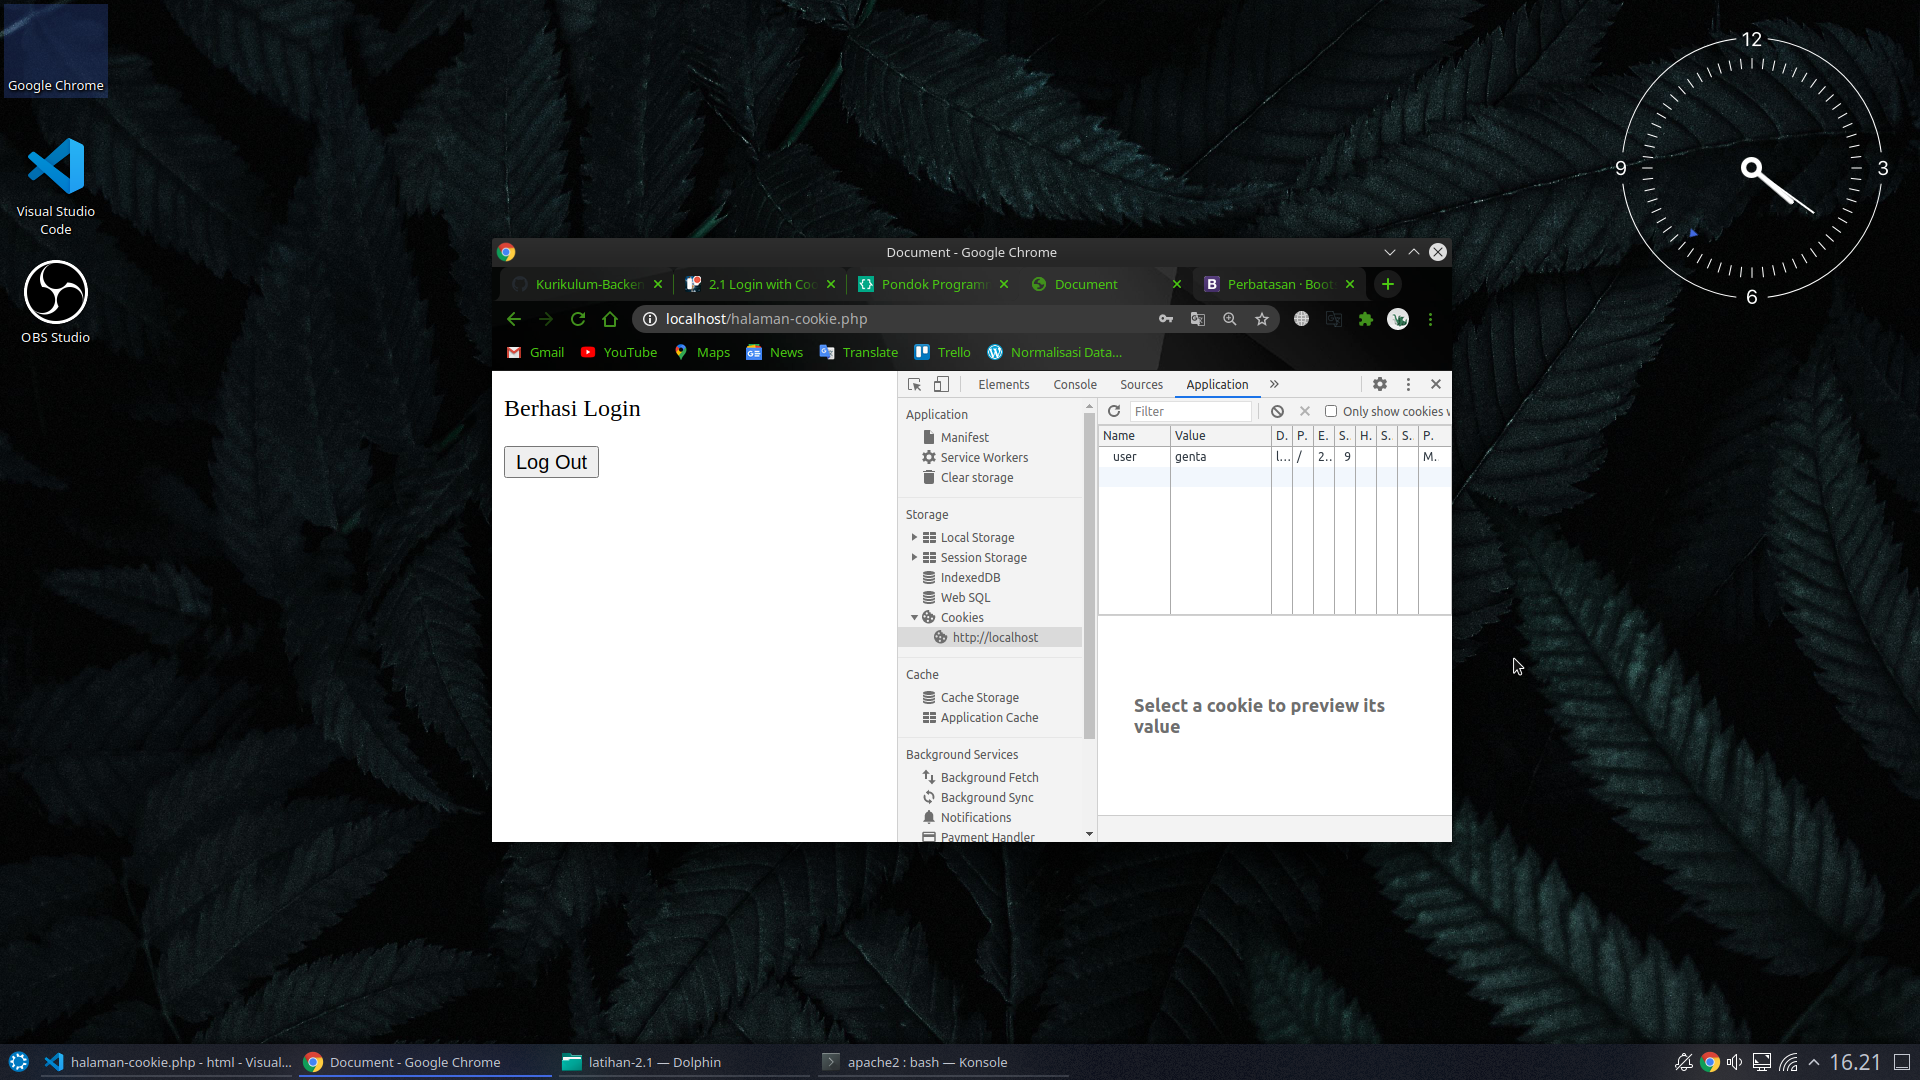 Google Chrome
Visual Studio
Code
OBS Studio
12
3
6
9
Document - Google Chrome
Kurikulum-Backen
2.1 Login with Coo
Pondok Programm
Document
Perbatasan · Boots
localhost/halaman-cookie.php
Gmail
YouTube
Maps
News
Translate
Trello
Normalisasi Data...
Berhasi Login
Log Out
Elements
Console
Sources
Application
Application
Manifest
Service Workers
Clear storage
Storage
Local Storage
Session Storage
IndexedDB
Web SQL
Cookies
http://localhost
Cache
Cache Storage
Application Cache
Background Services
Background Fetch
Background Sync
Notifications
Payment Handler
Filter
Only show cookies w
Name Value D. P. E. S. H. S. S. P.
user genta l... / 2.. 9 M.
Select a cookie to preview its
value
halaman-cookie.php - html - Visual...
Document - Google Chrome
latihan-2.1 — Dolphin
apache2 : bash — Konsole
16.21